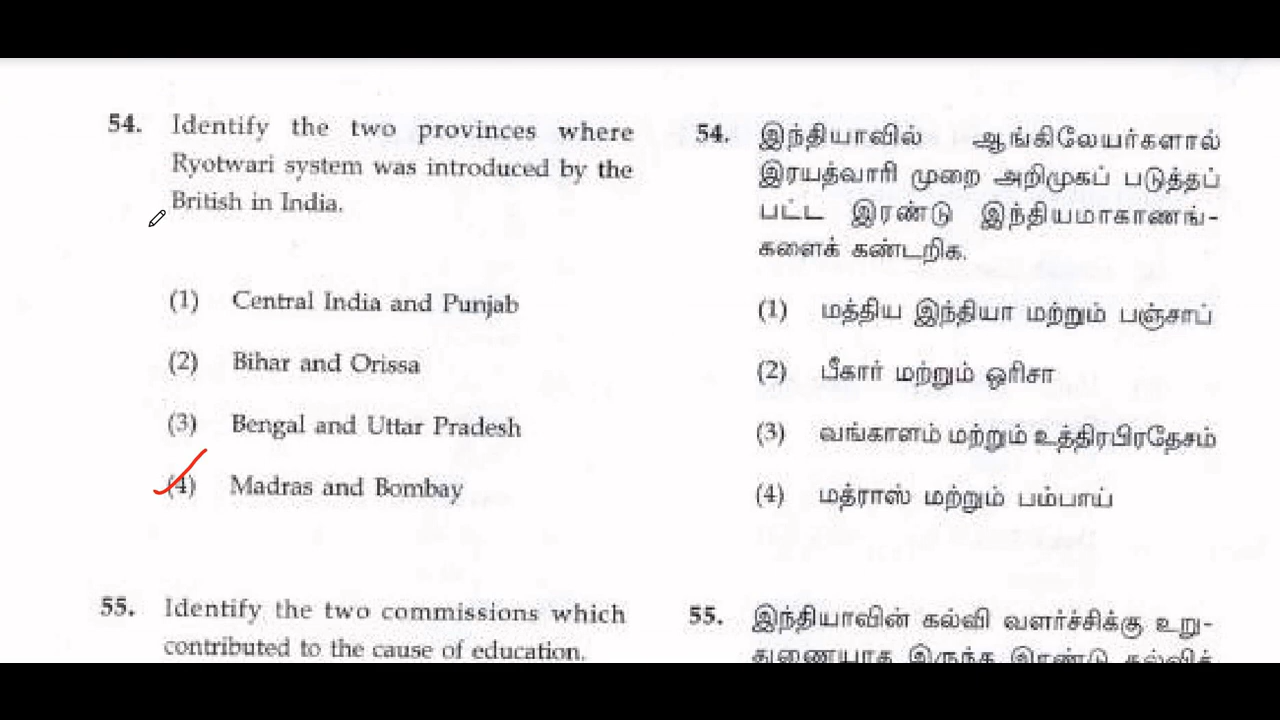 54. Identify the two provinces where
Ryotwari system was introduced by the
British in India.
(1) Central India and Punjab
(2) Bihar and Orissa
(3) Bengal and Uttar Pradesh
(4) Madras and Bombay
55. Identify the two commissions which
contributed to the cause of education.
54. இந்தியாவில் ஆங்கிலேயர்களால்
இரயத்வாரி முறை அறிமுகப் படுத்தப்
பட்ட இரண்டு இந்தியமாகாணங்-
களைக் கண்டறிக.
(1) மத்திய இந்தியா மற்றும் பஞ்சாப்
(2) பீகார் மற்றும் ஒரிசா
(3) வங்காளம் மற்றும் உத்திரபிரதேசம்
(4) மத்ராஸ் மற்றும் பம்பாய்
55. இந்தியாவின் கல்வி வளர்ச்சிக்கு உறு-
துணையாக இருந்த இரண்டு கல்விக்